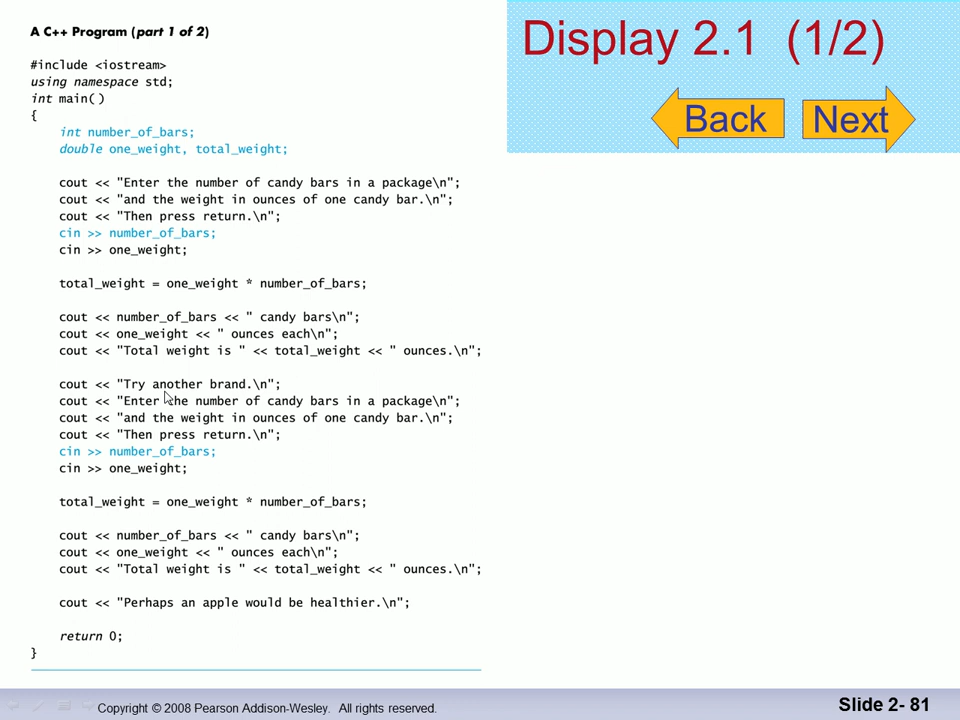 A C++ Program (part 1 of 2)
#include <iostream>
using namespace std;
int main( )
{
    int number_of_bars;
    double one_weight, total_weight;

    cout << "Enter the number of candy bars in a package\n";
    cout << "and the weight in ounces of one candy bar.\n";
    cout << "Then press return.\n";
    cin >> number_of_bars;
    cin >> one_weight;

    total_weight = one_weight * number_of_bars;

    cout << number_of_bars << " candy bars\n";
    cout << one_weight << " ounces each\n";
    cout << "Total weight is " << total_weight << " ounces.\n";

    cout << "Try another brand.\n";
    cout << "Enter the number of candy bars in a package\n";
    cout << "and the weight in ounces of one candy bar.\n";
    cout << "Then press return.\n";
    cin >> number_of_bars;
    cin >> one_weight;

    total_weight = one_weight * number_of_bars;

    cout << number_of_bars << " candy bars\n";
    cout << one_weight << " ounces each\n";
    cout << "Total weight is " << total_weight << " ounces.\n";

    cout << "Perhaps an apple would be healthier.\n";

    return 0;
}
Display 2.1 (1/2)
Back
Next
Copyright © 2008 Pearson Addison-Wesley. All rights reserved.
Slide 2- 81